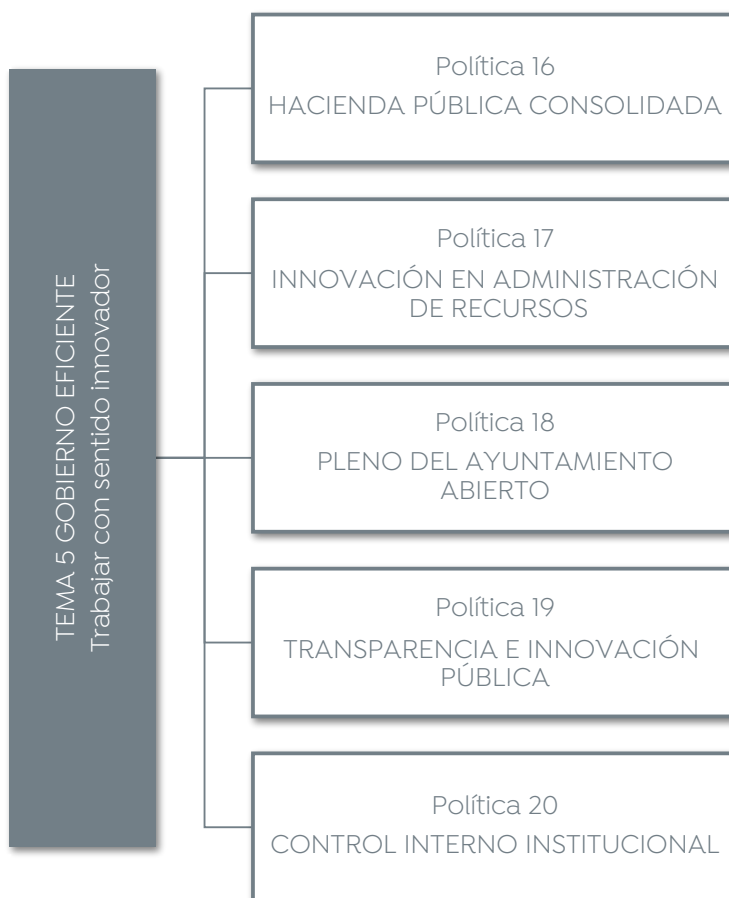 TEMA 5 GOBIERNO EFICIENTE
Trabajar con sentido innovador
Política 16
HACIENDA PÚBLICA CONSOLIDADA
Política 17
INNOVACIÓN EN ADMINISTRACIÓN
DE RECURSOS
Política 18
PLENO DEL AYUNTAMIENTO
ABIERTO
Política 19
TRANSPARENCIA E INNOVACIÓN
PÚBLICA
Política 20
CONTROL INTERNO INSTITUCIONAL